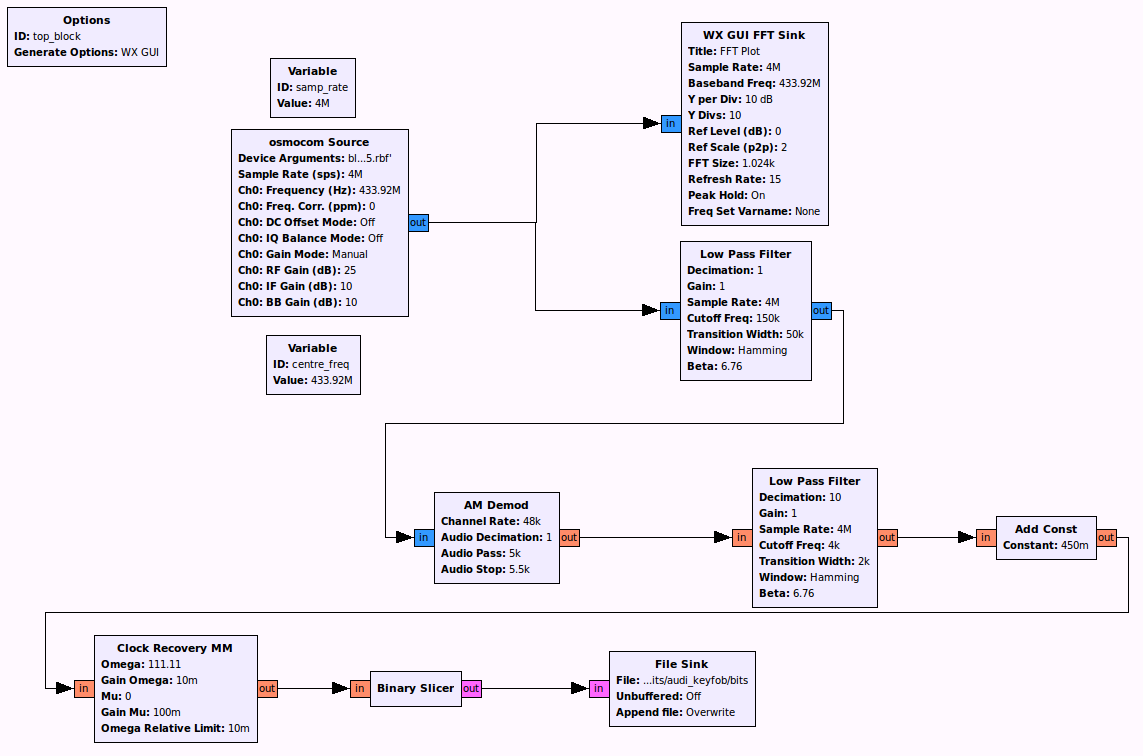 Options
ID: top_block
Generate Options: WX GUI
Variable
ID: samp_rate
Value: 4M
osmocom Source
Device Arguments: bl...5.rbf'
Sample Rate (sps): 4M
Ch0: Frequency (Hz): 433.92M
Ch0: Freq. Corr. (ppm): 0
Ch0: DC Offset Mode: Off
Ch0: IQ Balance Mode: Off
Ch0: Gain Mode: Manual
Ch0: RF Gain (dB): 25
Ch0: IF Gain (dB): 10
Ch0: BB Gain (dB): 10
out
Variable
ID: centre_freq
Value: 433.92M
WX GUI FFT Sink
Title: FFT Plot
Sample Rate: 4M
Baseband Freq: 433.92M
Y per Div: 10 dB
Y Divs: 10
Ref Level (dB): 0
Ref Scale (p2p): 2
FFT Size: 1.024k
Refresh Rate: 15
Peak Hold: On
Freq Set Varname: None
in
Low Pass Filter
Decimation: 1
Gain: 1
Sample Rate: 4M
Cutoff Freq: 150k
Transition Width: 50k
Window: Hamming
Beta: 6.76
in
out
AM Demod
Channel Rate: 48k
Audio Decimation: 1
Audio Pass: 5k
Audio Stop: 5.5k
in
out
Low Pass Filter
Decimation: 10
Gain: 1
Sample Rate: 4M
Cutoff Freq: 4k
Transition Width: 2k
Window: Hamming
Beta: 6.76
in
out
Add Const
Constant: 450m
in
out
Clock Recovery MM
Omega: 111.11
Gain Omega: 10m
Mu: 0
Gain Mu: 100m
Omega Relative Limit: 10m
in
out
Binary Slicer
in
out
File Sink
File: ...its/audi_keyfob/bits
Unbuffered: Off
Append file: Overwrite
in